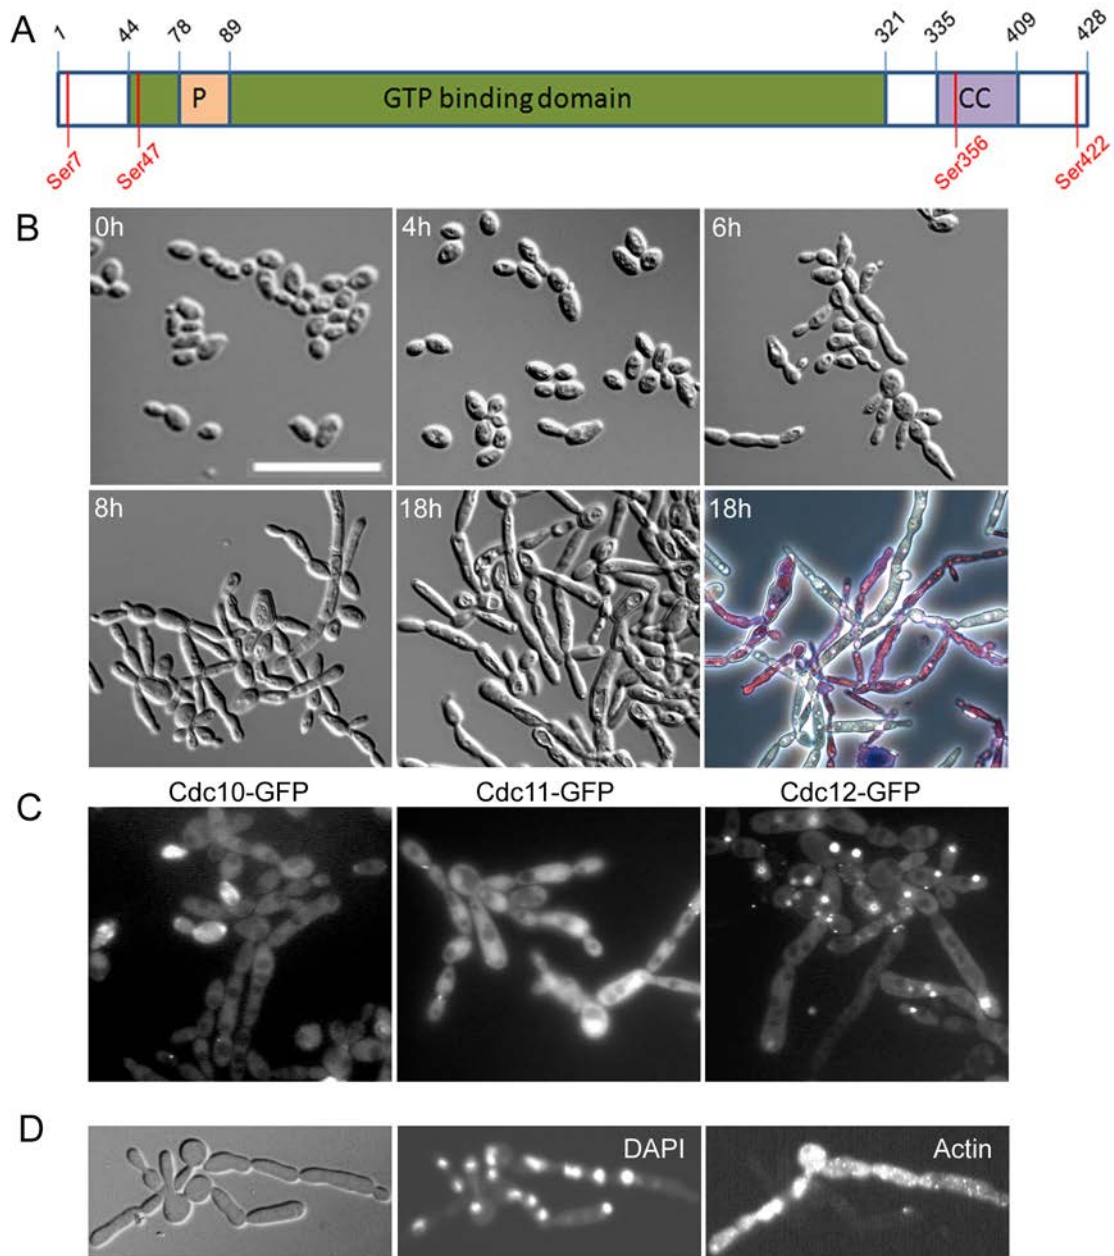 A
1 44 78 89 321 335 409 428
P GTP binding domain CC
Ser7 Ser47 Ser356 Ser422
B
0h 4h 6h
8h 18h 18h
C
Cdc10-GFP Cdc11-GFP Cdc12-GFP
D
DAPI Actin